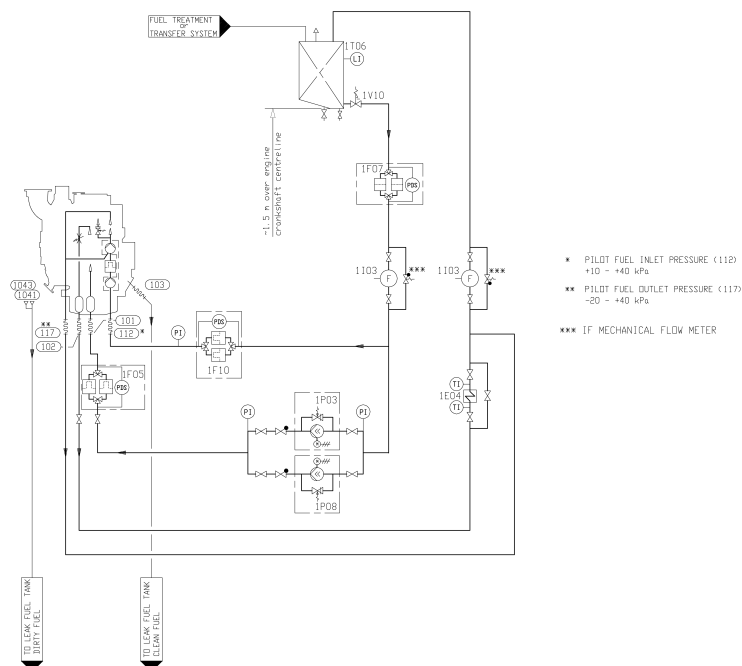 FUEL TREATMENT
or
TRANSFER SYSTEM
1T06
LI
1V10
~1.5 m over engine
crankshaft centreline
1F07
PDS
1I03
F
***
1I03
F
***
* PILOT FUEL INLET PRESSURE (112)
+10 - +40 kPa
** PILOT FUEL OUTLET PRESSURE (117)
-20 - +40 kPa
*** IF MECHANICAL FLOW METER
1043
1041
103
**
117
102
101
112
*
PI
PDS
1F10
1F05
PDS
TI
1E04
TI
PI
1P03
PI
1P08
TO LEAK FUEL TANK
DIRTY FUEL
TO LEAK FUEL TANK
CLEAN FUEL